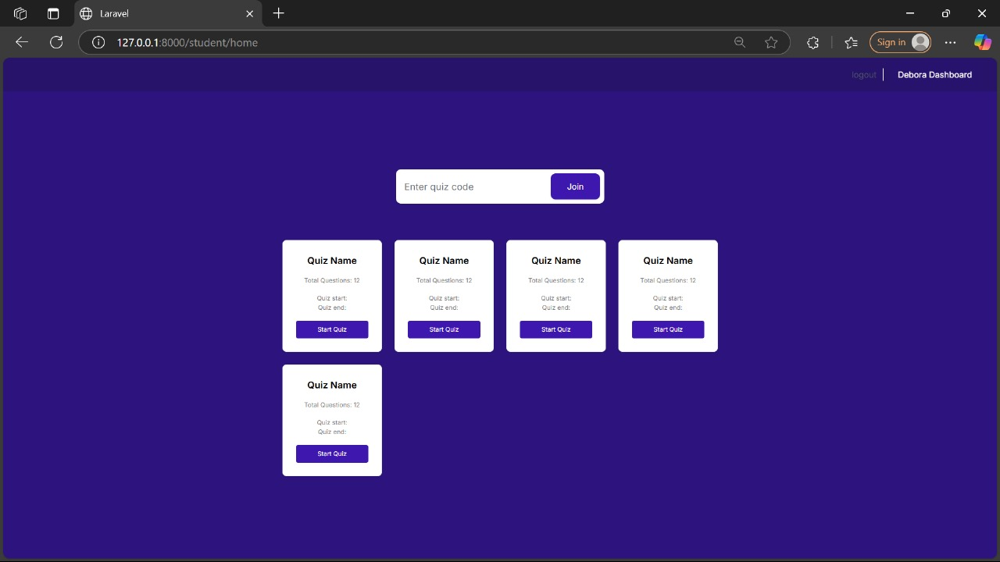 Laravel
127.0.0.1:8000/student/home
Sign in
logout
Debora Dashboard
Enter quiz code
Join
Quiz Name
Total Questions: 12
Quiz start:
Quiz end:
Start Quiz
Quiz Name
Total Questions: 12
Quiz start:
Quiz end:
Start Quiz
Quiz Name
Total Questions: 12
Quiz start:
Quiz end:
Start Quiz
Quiz Name
Total Questions: 12
Quiz start:
Quiz end:
Start Quiz
Quiz Name
Total Questions: 12
Quiz start:
Quiz end:
Start Quiz